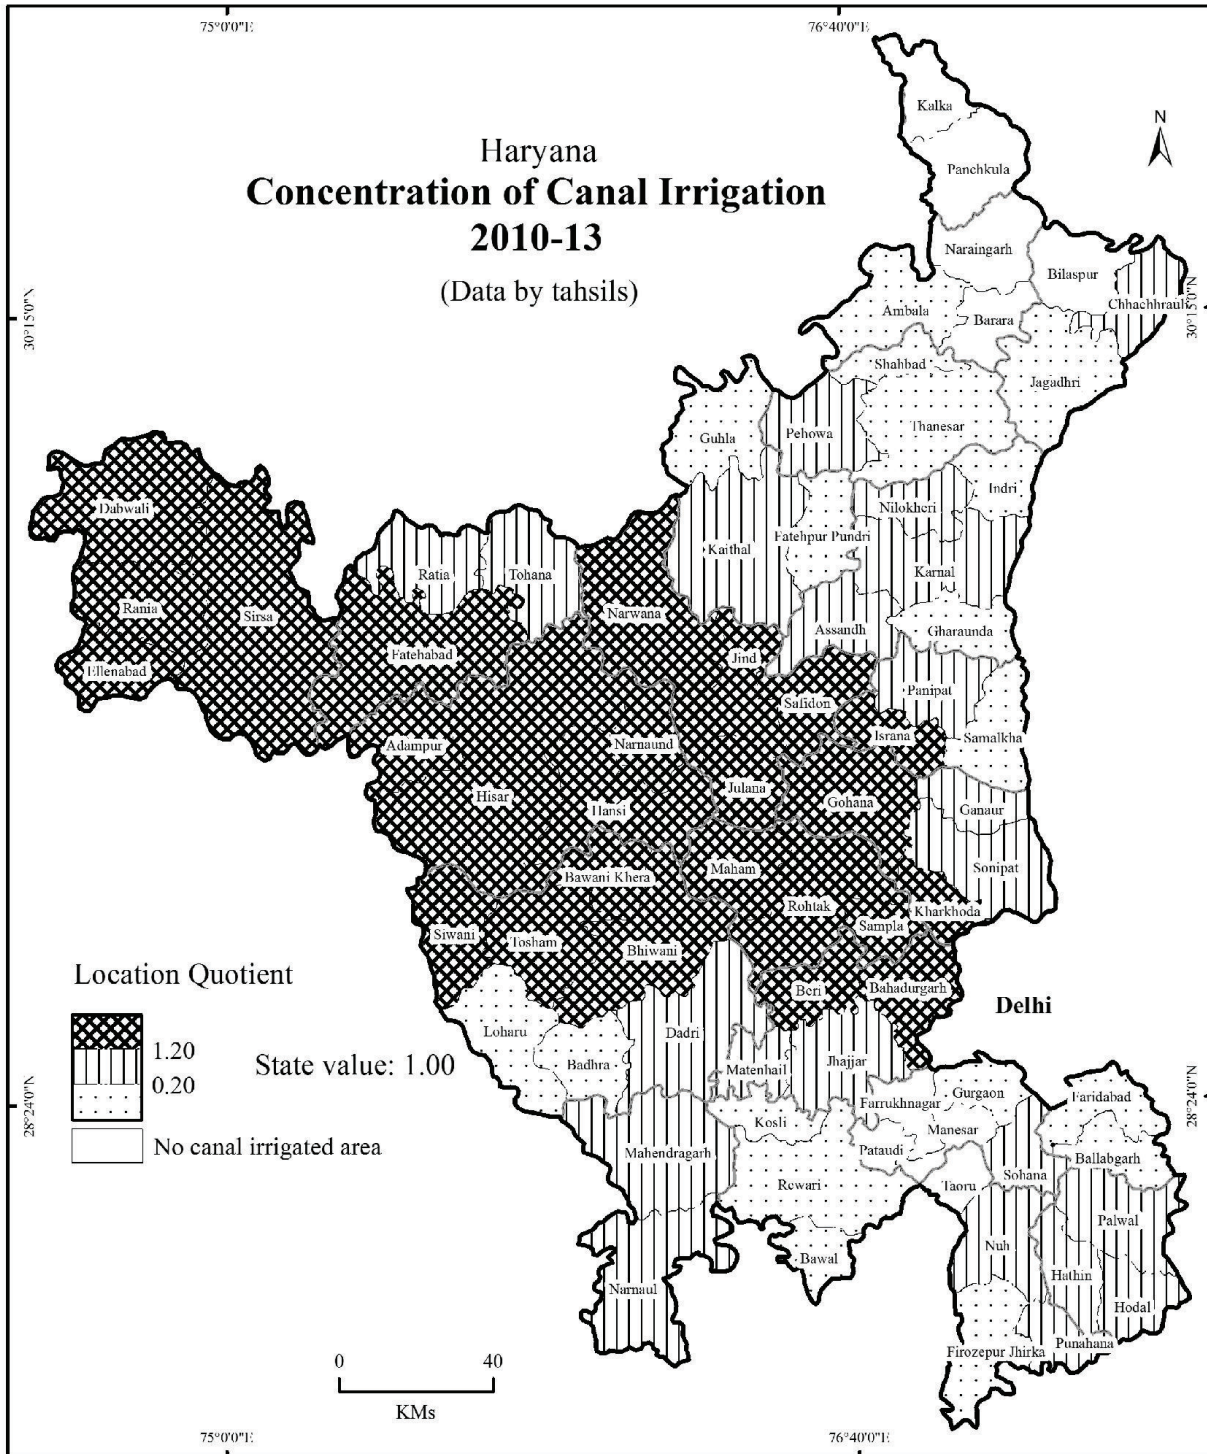 75°0'0"E
76°40'0"E
Haryana
Concentration of Canal Irrigation
2010-13
(Data by tahsils)
N
30°15'0"N
30°15'0"N
Kalka
Panchkula
Naraingarh
Bilaspur
Chhachhrauli
Ambala
Barara
Shahbad
Jagadhri
Guhla
Pehowa
Thanesar
Indri
Nilokheri
Dabwali
Kaithal
Fatehpur Pundri
Karnal
Ratia
Tohana
Rania
Sirsa
Narwana
Assandh
Gharaunda
Ellenabad
Fatehabad
Jind
Panipat
Safidon
Adampur
Narnaund
Israna
Samalkha
Hisar
Hansi
Julana
Gohana
Ganaur
Bawani Khera
Maham
Sonipat
Rohtak
Kharkhoda
Siwani
Tosham
Bhiwani
Sampla
Beri
Bahadurgarh
Delhi
Loharu
Dadri
Badhra
Matenhail
Jhajjar
Location Quotient
1.20
0.20
State value: 1.00
No canal irrigated area
28°24'0"N
28°24'0"N
Farrukhnagar
Gurgaon
Faridabad
Kosli
Manesar
Mahendragarh
Pataudi
Ballabgarh
Rewari
Taoru
Sohana
Palwal
Bawal
Nuh
Hathin
Narnaul
Hodal
Firozepur Jhirka
Punahana
0
40
KMs
75°0'0"E
76°40'0"E